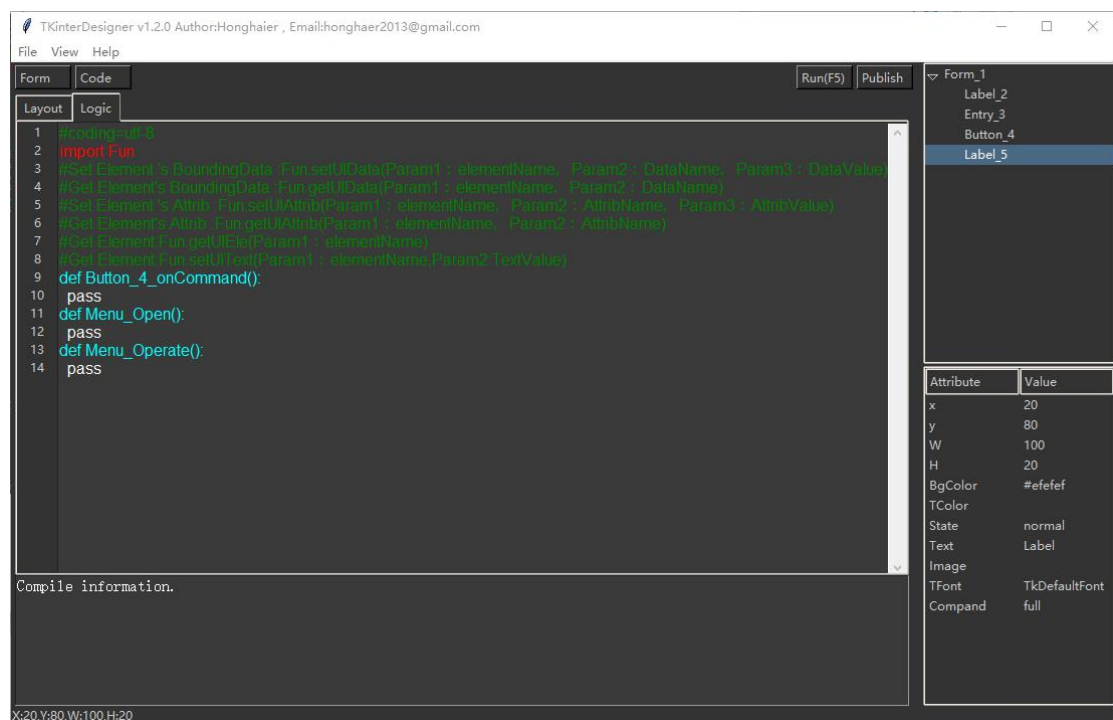 TKinterDesigner v1.2.0 Author:Honghaier , Email:honghaer2013@gmail.com
File View Help
Form Code Run(F5) Publish
Layout Logic
1 #coding=utf-8
2 import Fun
3 #Set Element 's BoundingData :Fun.setUIData(Param1：elementName， Param2：DataName， Param3：DataValue)
4 #Get Element's BoundingData :Fun.getUIData(Param1：elementName， Param2：DataName)
5 #Set Element 's Attrib :Fun.setUIAttrib(Param1：elementName， Param2：AttribName， Param3：AttribValue)
6 #Get Element's Attrib :Fun.getUIAttrib(Param1：elementName， Param2：AttribName)
7 #Get Element:Fun.getUIEle(Param1：elementName)
8 #Get Element:Fun.setUiText(Param1：elementName,Param2:TextValue)
9 def Button_4_onCommand():
10 pass
11 def Menu_Open():
12 pass
13 def Menu_Operate():
14 pass
Compile information.
X:20,Y:80,W:100,H:20
Form_1
Label_2
Entry_3
Button_4
Label_5
Attribute Value
x 20
y 80
W 100
H 20
BgColor #efefef
TColor
State normal
Text Label
Image
TFont TkDefaultFont
Compand full